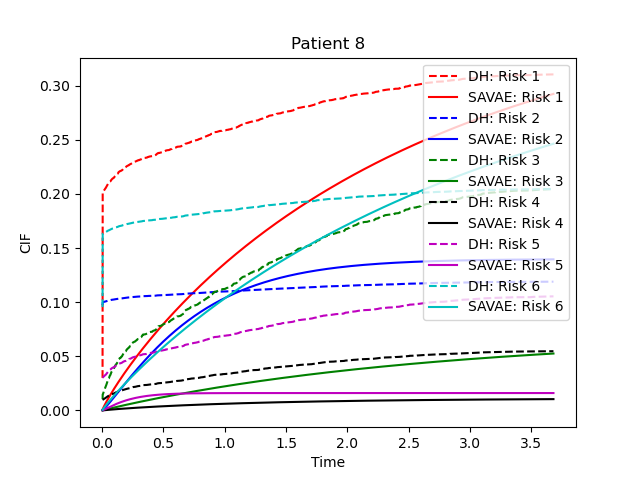 Patient 8
CIF
0.30
0.25
0.20
0.15
0.10
0.05
0.00
DH: Risk 1
SAVAE: Risk 1
DH: Risk 2
SAVAE: Risk 2
DH: Risk 3
SAVAE: Risk 3
DH: Risk 4
SAVAE: Risk 4
DH: Risk 5
SAVAE: Risk 5
DH: Risk 6
SAVAE: Risk 6
0.0 0.5 1.0 1.5 2.0 2.5 3.0 3.5
Time